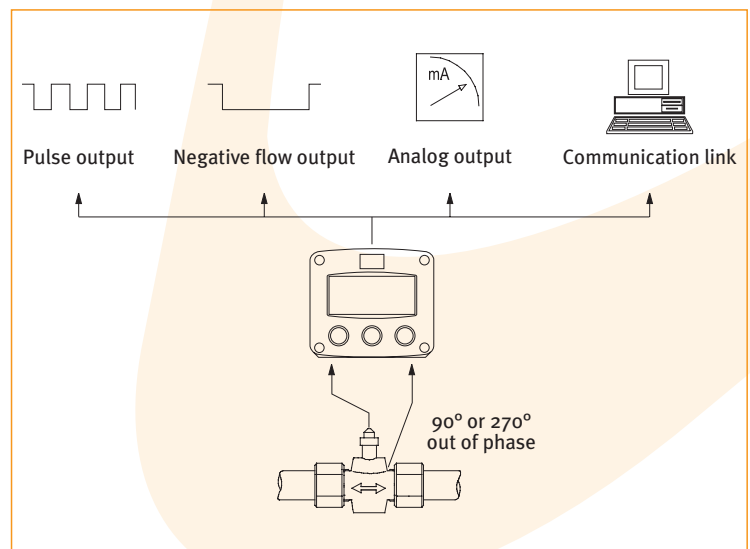 mA
Pulse output
Negative flow output
Analog output
Communication link
90° or 270°
out of phase